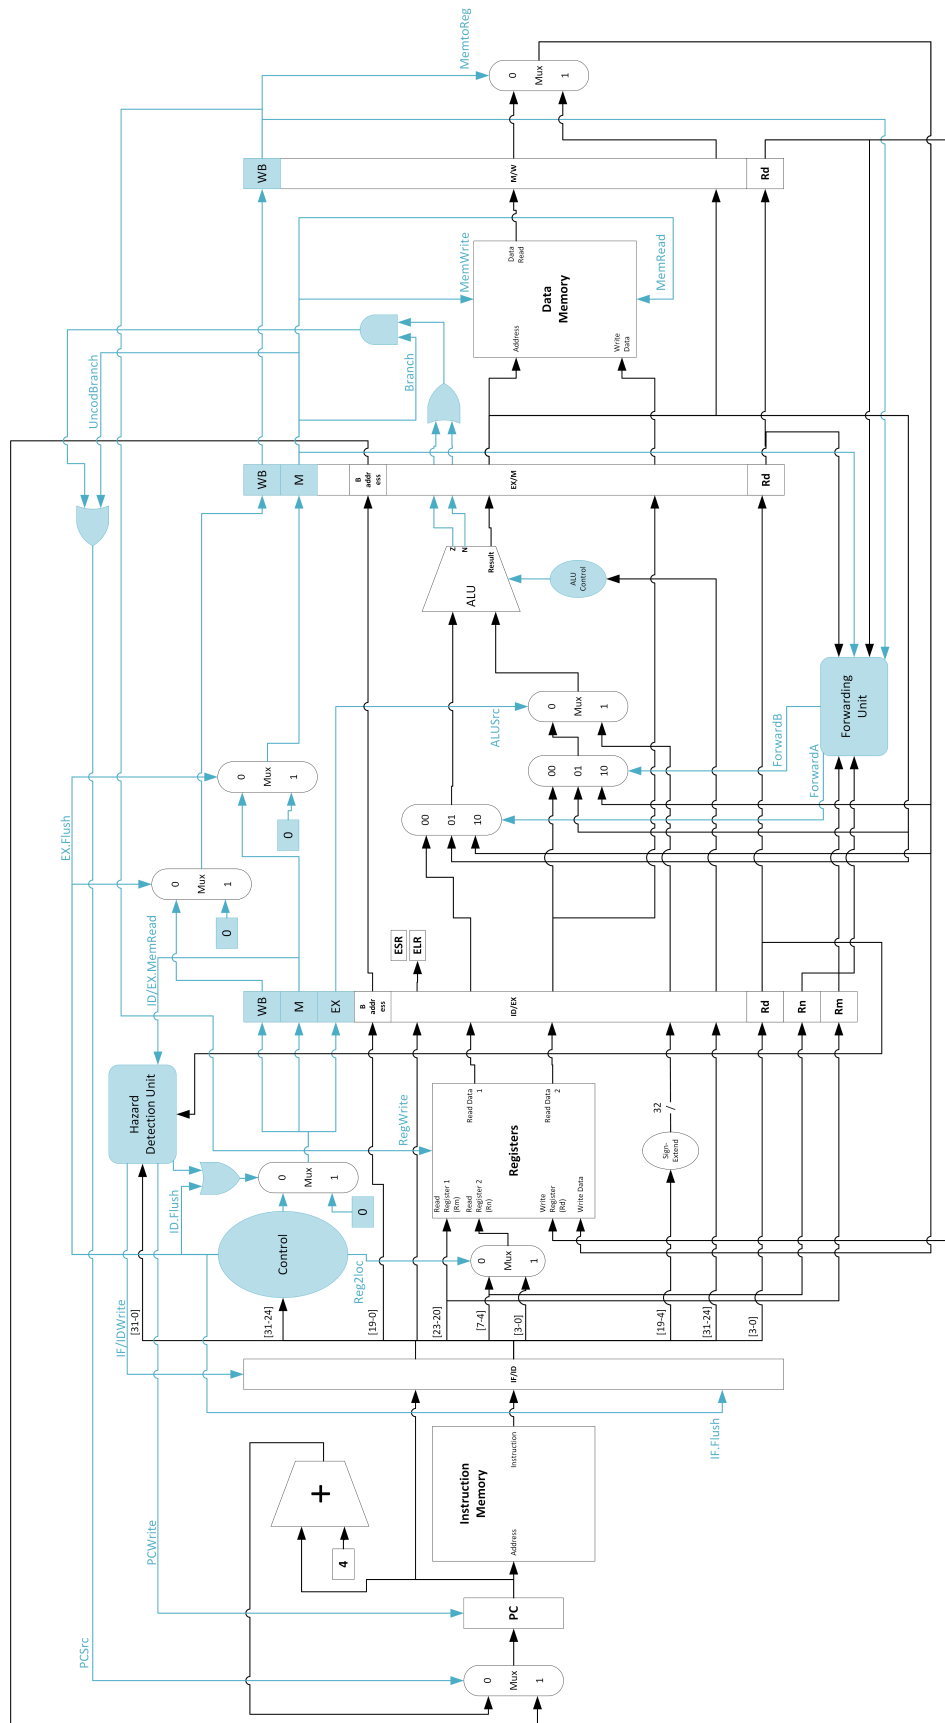 PCSrc
0
Mux
1
PC
PCWrite
4
+
Address
Instruction
Memory
Instruction
IF.Flush
IF/ID
IF/IDWrite
[31-0]
[31-24]
[19-0]
[23-20]
[7-4]
[3-0]
[19-4]
[31-24]
[3-0]
Hazard
Detection Unit
ID.Flush
Control
Reg2loc
0
Mux
1
0
0
Mux
1
Read
Register 1
(Rm)
Read
Register 2
(Rn)
Write
Register
(Rd)
Write Data
Registers
Read Data
1
Read Data
2
RegWrite
Sign-
Extend
32
/
WB
M
EX
B
addr
ess
ID/EX
Rd
Rn
Rm
ID/EX.MemRead
ESR
ELR
EX.Flush
0
Mux
1
0
0
Mux
1
0
00
01
10
00
01
10
0
Mux
1
ALUSrc
ForwardA
ForwardB
Forwarding
Unit
ALU
Z
N
Result
ALU
Control
WB
M
B
addr
ess
EX/M
Rd
UncodBranch
Branch
MemWrite
Address
Write
Data
Data
Memory
Data
Read
MemRead
WB
M/W
Rd
MemtoReg
0
Mux
1